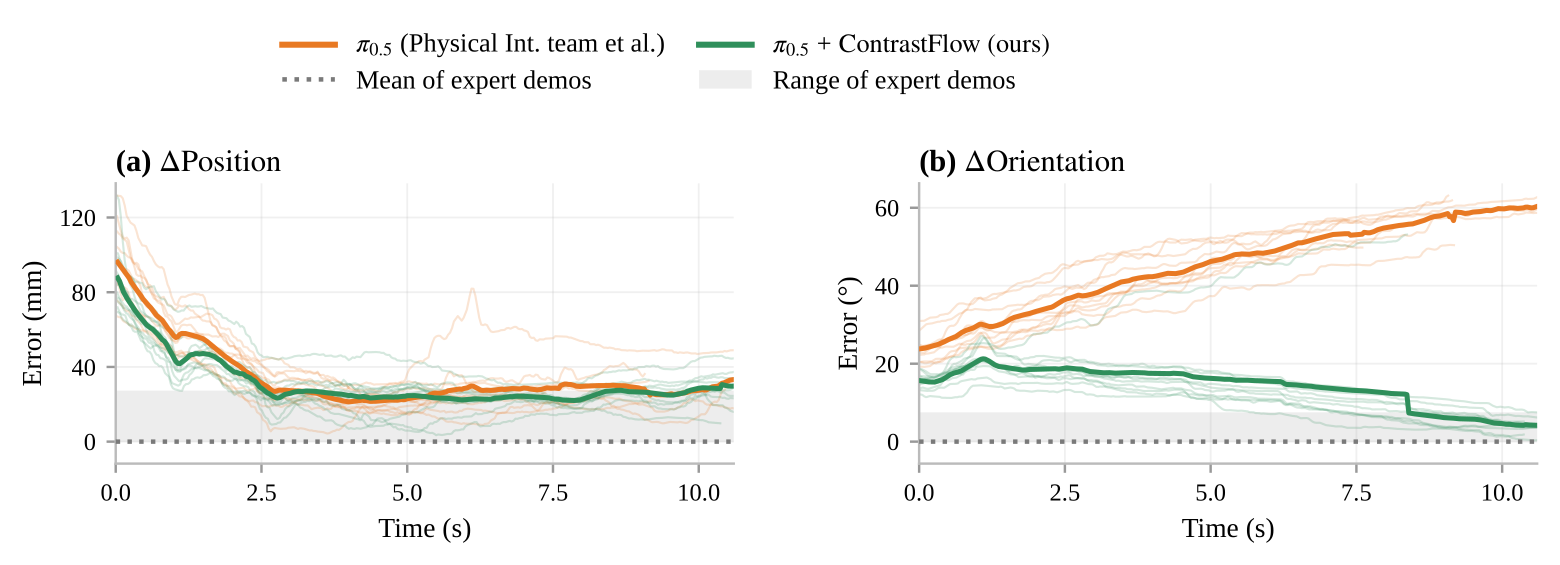 π0.5 (Physical Int. team et al.)
π0.5 + ContrastFlow (ours)
Mean of expert demos
Range of expert demos
(a) ΔPosition
Error (mm)
120
80
40
0
0.0 2.5 5.0 7.5 10.0
Time (s)
(b) ΔOrientation
Error (°)
60
40
20
0
0.0 2.5 5.0 7.5 10.0
Time (s)